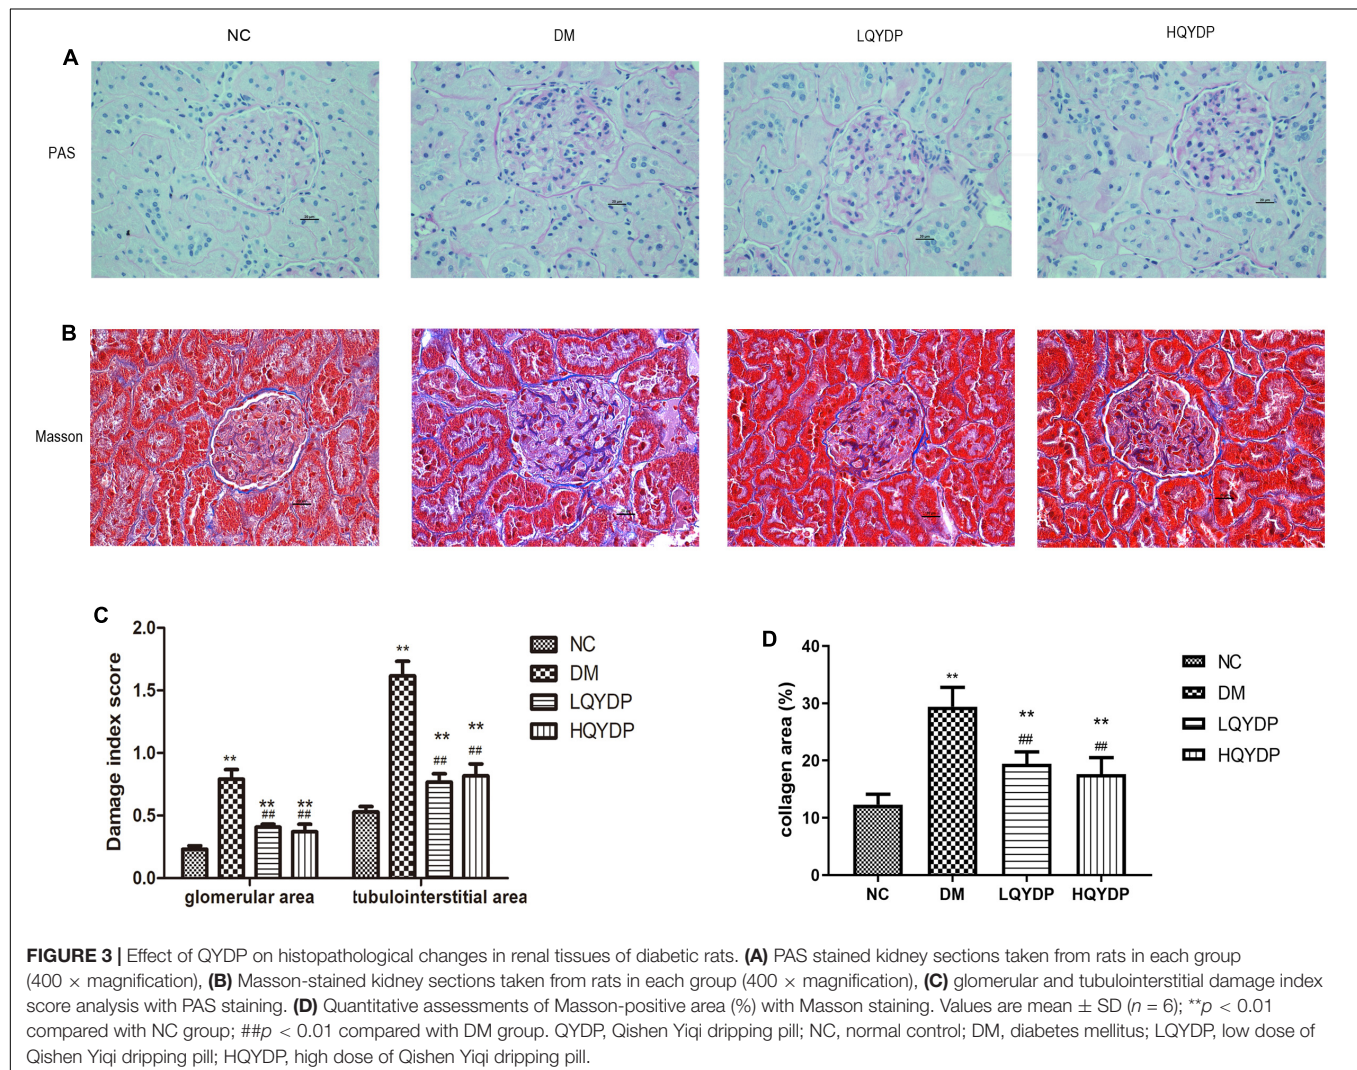 NC DM LQYDP HQYDP
A
PAS
B
Masson
C
Damage index score
2.0
1.5
1.0
0.5
0.0
**
**
##
**
##
**
**
##
**
##
glomerular area tubulointerstitial area
NC
DM
LQYDP
HQYDP
D
collagen area (%)
40
30
20
10
0
**
**
##
**
##
NC DM LQYDP HQYDP
NC
DM
LQYDP
HQYDP
FIGURE 3 | Effect of QYDP on histopathological changes in renal tissues of diabetic rats. (A) PAS stained kidney sections taken from rats in each group
(400 × magnification), (B) Masson-stained kidney sections taken from rats in each group (400 × magnification), (C) glomerular and tubulointerstitial damage index
score analysis with PAS staining. (D) Quantitative assessments of Masson-positive area (%) with Masson staining. Values are mean ± SD (n = 6); **p < 0.01
compared with NC group; ##p < 0.01 compared with DM group. QYDP, Qishen Yiqi dripping pill; NC, normal control; DM, diabetes mellitus; LQYDP, low dose of
Qishen Yiqi dripping pill; HQYDP, high dose of Qishen Yiqi dripping pill.